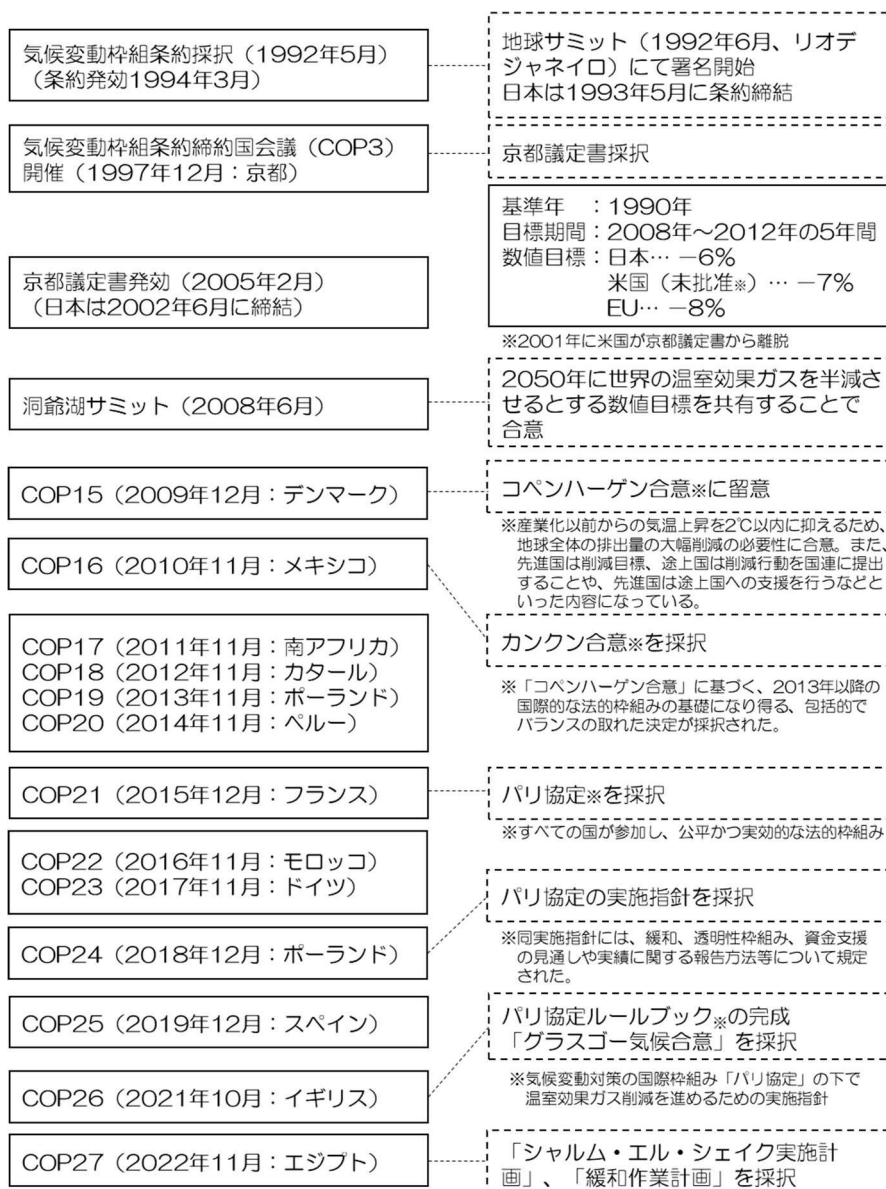 気候変動枠組条約採択（1992年5月）
（条約発効1994年3月）
地球サミット（1992年6月、リオデ
ジャネイロ）にて署名開始
日本は1993年5月に条約締結
気候変動枠組条約締約国会議（COP3）
開催（1997年12月：京都）
京都議定書採択
基準年　：1990年
目標期間：2008年～2012年の5年間
数値目標：日本… －6%
米国（未批准※）… －7%
EU… －8%
※2001年に米国が京都議定書から離脱
京都議定書発効（2005年2月）
（日本は2002年6月に締結）
洞爺湖サミット（2008年6月）
2050年に世界の温室効果ガスを半減さ
せるとする数値目標を共有することで
合意
COP15（2009年12月：デンマーク）
コペンハーゲン合意※に留意
※産業化以前からの気温上昇を2℃以内に抑えるため、
地球全体の排出量の大幅削減の必要性に合意。また、
先進国は削減目標、途上国は削減行動を国連に提出
することや、先進国は途上国への支援を行うなどと
いった内容になっている。
COP16（2010年11月：メキシコ）
カンクン合意※を採択
※「コペンハーゲン合意」に基づく、2013年以降の
国際的な法的枠組みの基礎になり得る、包括的で
バランスの取れた決定が採択された。
COP17（2011年11月：南アフリカ）
COP18（2012年11月：カタール）
COP19（2013年11月：ポーランド）
COP20（2014年11月：ペルー）
COP21（2015年12月：フランス）
パリ協定※を採択
※すべての国が参加し、公平かつ実効的な法的枠組み
COP22（2016年11月：モロッコ）
COP23（2017年11月：ドイツ）
COP24（2018年12月：ポーランド）
パリ協定の実施指針を採択
※同実施指針には、緩和、透明性枠組み、資金支援
の見通しや実績に関する報告方法等について規定
された。
COP25（2019年12月：スペイン）
COP26（2021年10月：イギリス）
パリ協定ルールブック※の完成
「グラスゴー気候合意」を採択
※気候変動対策の国際枠組み「パリ協定」の下で
温室効果ガス削減を進めるための実施指針
COP27（2022年11月：エジプト）
「シャルム・エル・シェイク実施計
画」、「緩和作業計画」を採択